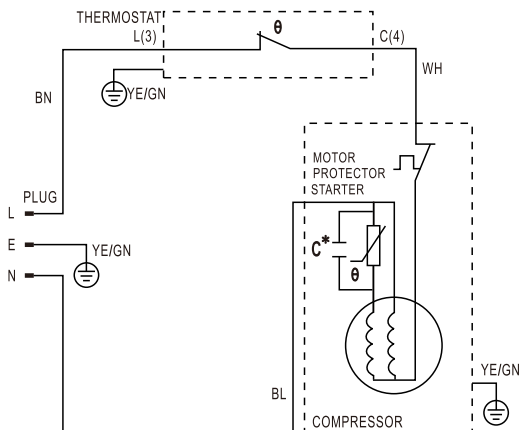 THERMOSTAT
L(3)
θ
C(4)
WH
YE/GN
BN
MOTOR
PROTECTOR
STARTER
PLUG
L
E
YE/GN
N
C*
θ
BL
YE/GN
COMPRESSOR